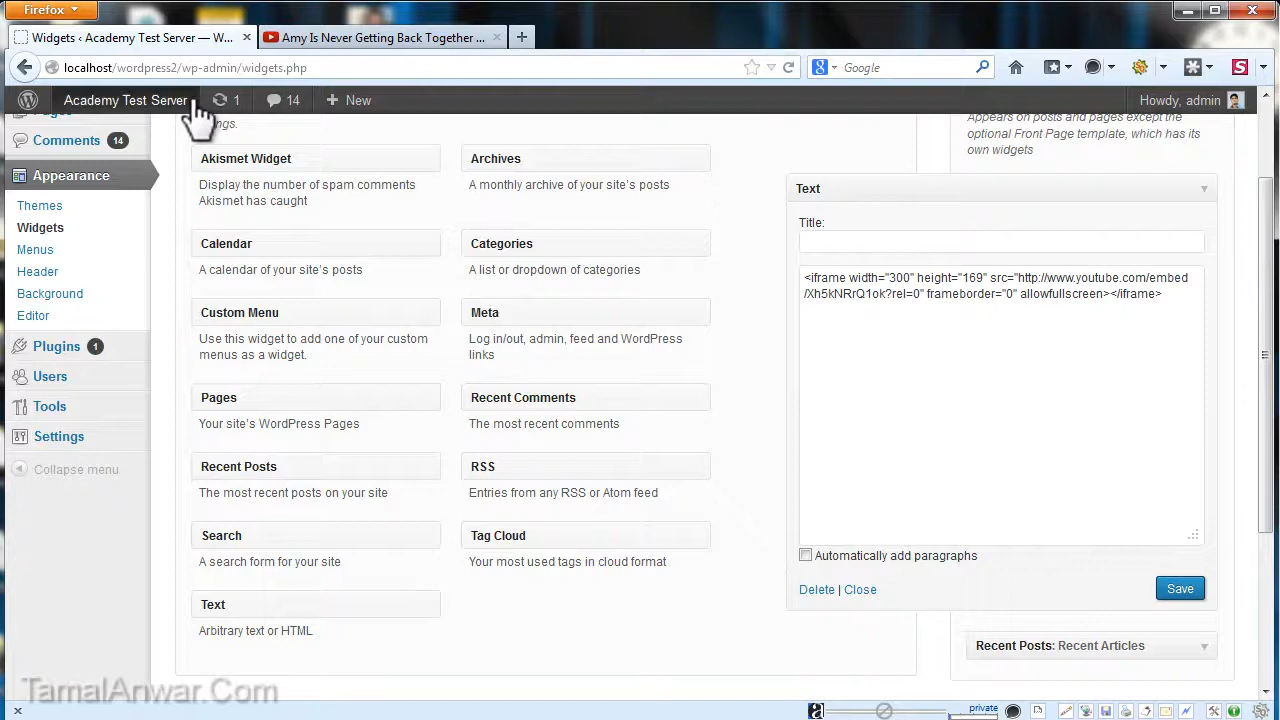 Firefox
Widgets ‹ Academy Test Server — W...
Amy Is Never Getting Back Together ...
localhost/wordpress2/wp-admin/widgets.php
Google
Academy Test Server
1
14
New
Howdy, admin
Comments 14
Appearance
Themes
Widgets
Menus
Header
Background
Editor
Plugins 1
Users
Tools
Settings
Collapse menu
Akismet Widget
Display the number of spam comments
Akismet has caught
Archives
A monthly archive of your site's posts
Calendar
A calendar of your site's posts
Categories
A list or dropdown of categories
Custom Menu
Use this widget to add one of your custom
menus as a widget.
Meta
Log in/out, admin, feed and WordPress
links
Pages
Your site's WordPress Pages
Recent Comments
The most recent comments
Recent Posts
The most recent posts on your site
RSS
Entries from any RSS or Atom feed
Search
A search form for your site
Tag Cloud
Your most used tags in cloud format
Text
Arbitrary text or HTML
Appears on posts and pages except the
optional Front Page template, which has its
own widgets
Text
Title:
<iframe width="300" height="169" src="http://www.youtube.com/embed
/Xh5kNRrQ1ok?rel=0" frameborder="0" allowfullscreen></iframe>
Automatically add paragraphs
Delete | Close
Save
Recent Posts: Recent Articles
TamalAnwar.Com
private